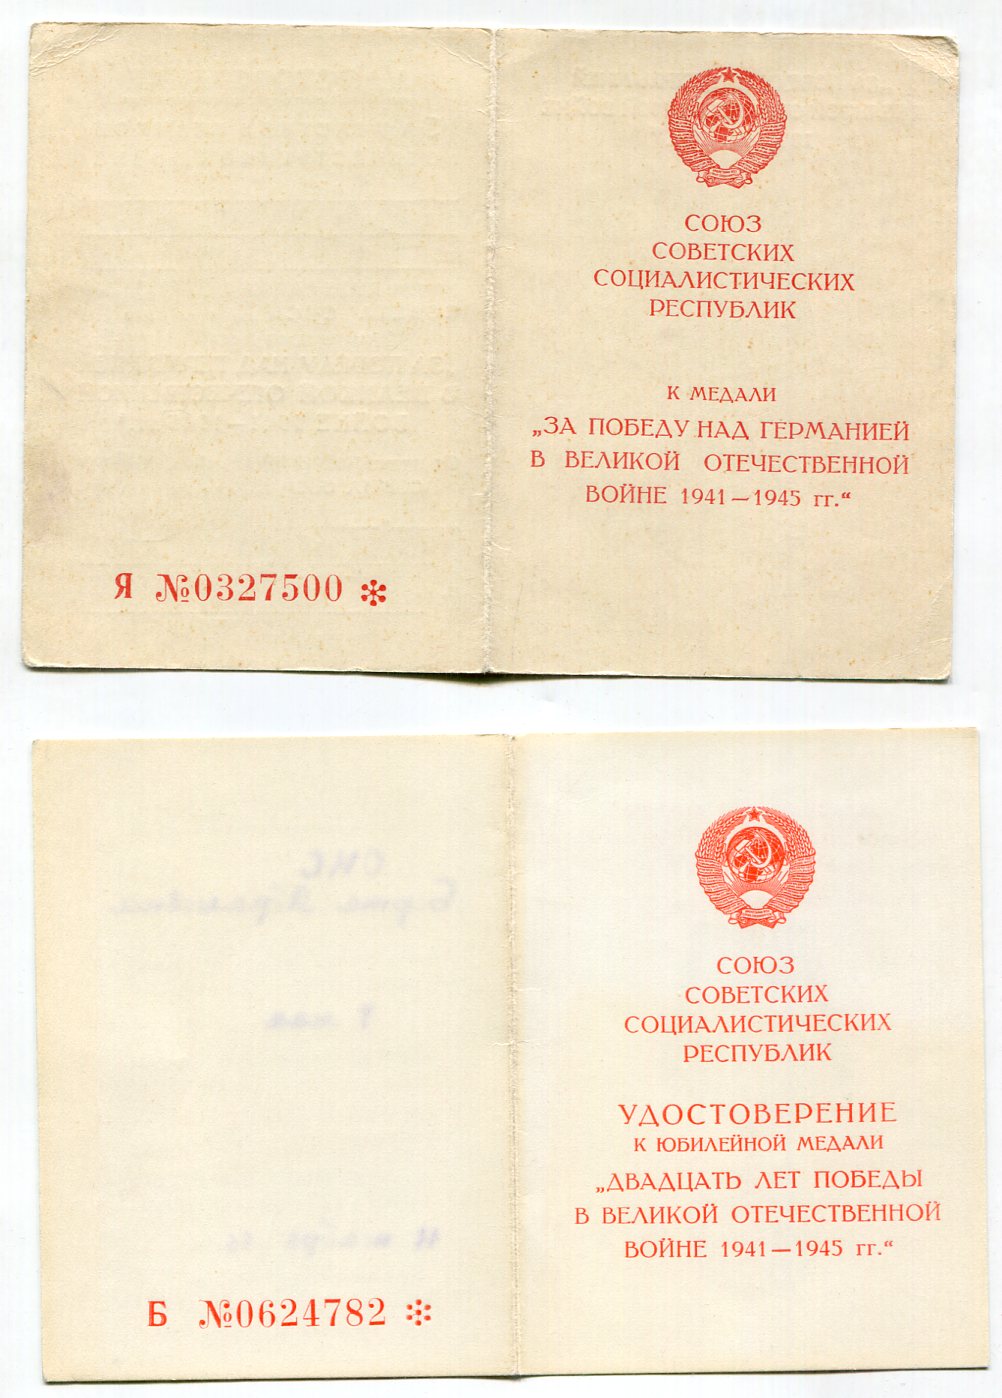 СОЮЗ
СОВЕТСКИХ
СОЦИАЛИСТИЧЕСКИХ
РЕСПУБЛИК
К МЕДАЛИ
„ЗА ПОБЕДУ НАД ГЕРМАНИЕЙ
В ВЕЛИКОЙ ОТЕЧЕСТВЕННОЙ
ВОЙНЕ 1941—1945 гг.“
Я №0327500
СОЮЗ
СОВЕТСКИХ
СОЦИАЛИСТИЧЕСКИХ
РЕСПУБЛИК
УДОСТОВЕРЕНИЕ
К ЮБИЛЕЙНОЙ МЕДАЛИ
„ДВАДЦАТЬ ЛЕТ ПОБЕДЫ
В ВЕЛИКОЙ ОТЕЧЕСТВЕННОЙ
ВОЙНЕ 1941—1945 гг.“
Б №0624782